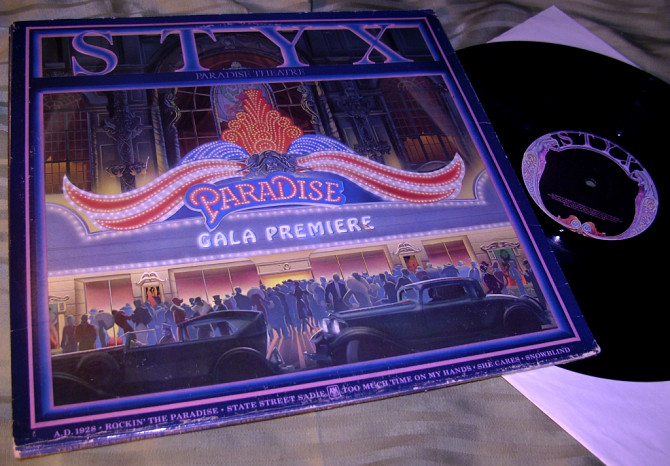 STYX
PARADISE THEATRE
PARADISE
GALA PREMIERE
A.D. 1928 • ROCKIN' THE PARADISE • STATE STREET SADIE A&M TOO MUCH TIME ON MY HANDS • SHE CARES • SNOWBLIND
STYX